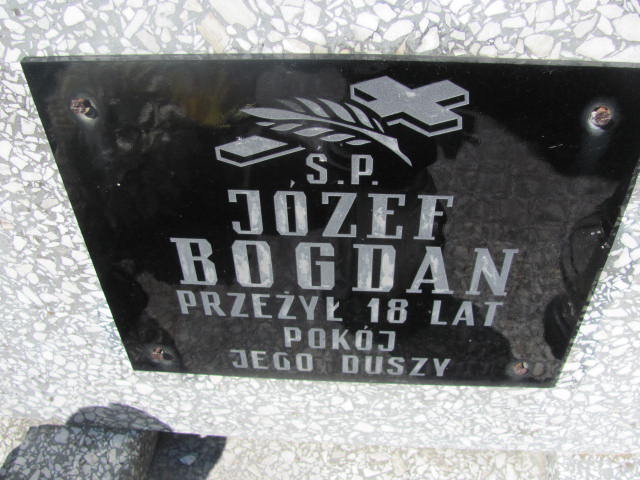 Ś.P.
JÓZEF
BOGDAN
PRZEŻYŁ 18 LAT
POKÓJ
JEGO DUSZY